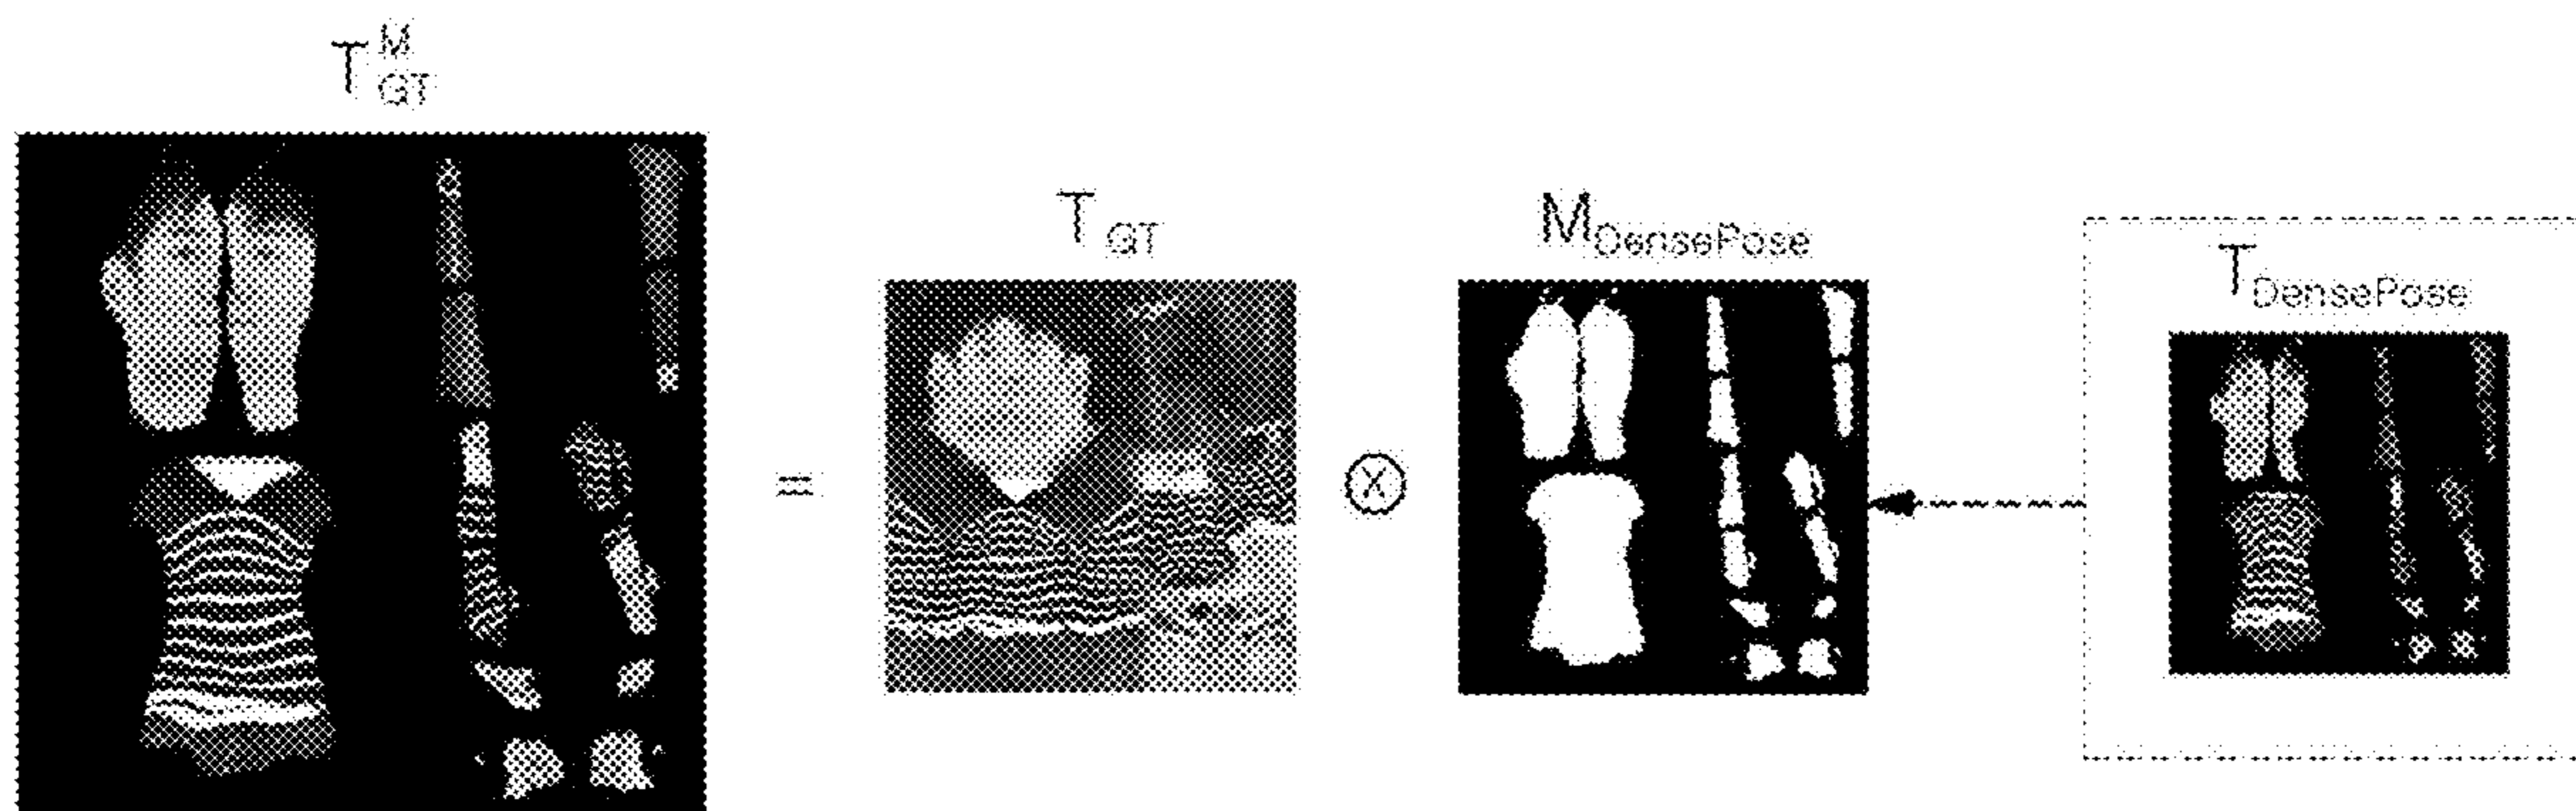 T^M_GT
=
T_GT
⊗
M_DensePose
T_DensePose